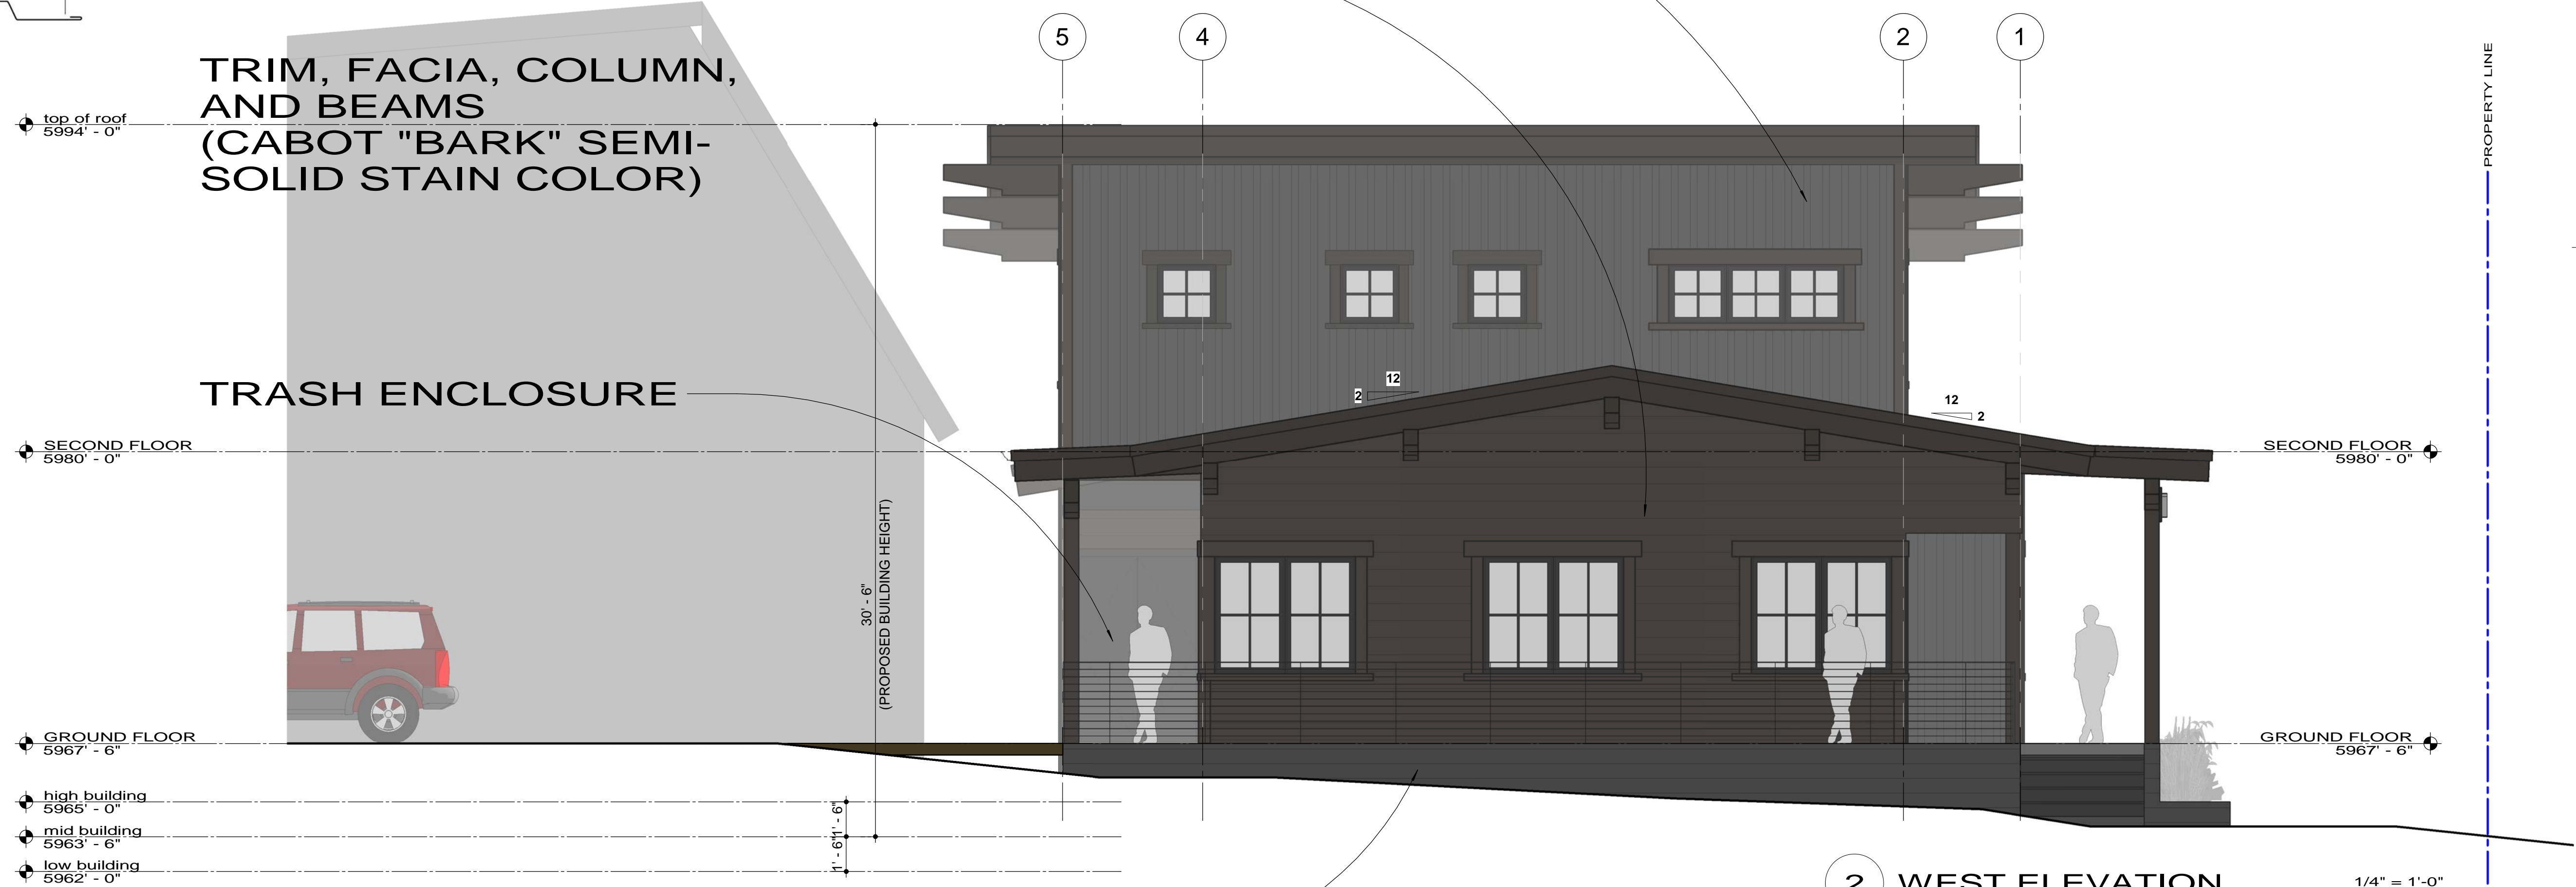 5
4
2
1
PROPERTY LINE
TRIM, FACIA, COLUMN,
AND BEAMS
(CABOT "BARK" SEMI-
SOLID STAIN COLOR)
top of roof
5994' - 0"
TRASH ENCLOSURE
12
2
12
2
SECOND FLOOR
5980' - 0"
SECOND FLOOR
5980' - 0"
30' - 6"
(PROPOSED BUILDING HEIGHT)
GROUND FLOOR
5967' - 6"
GROUND FLOOR
5967' - 6"
high building
5965' - 0"
1' - 6"
mid building
5963' - 6"
1' - 6"
low building
5962' - 0"
2
WEST ELEVATION
1/4" = 1'-0"